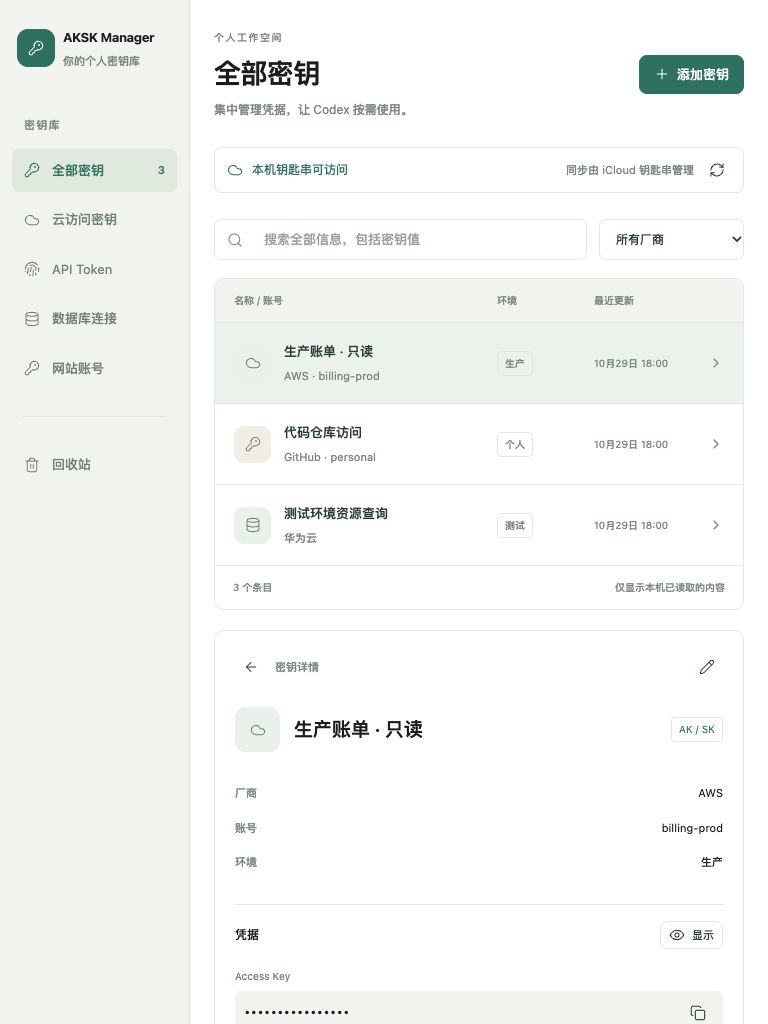 AKSK Manager
你的个人密钥库
密钥库
全部密钥 3
云访问密钥
API Token
数据库连接
网站账号
回收站
个人工作空间
全部密钥
集中管理凭据，让 Codex 按需使用。
添加密钥
本机钥匙串可访问
同步由 iCloud 钥匙串管理
搜索全部信息，包括密钥值
所有厂商
名称 / 账号 环境 最近更新
生产账单 · 只读
AWS · billing-prod
生产
10月29日 18:00
代码仓库访问
GitHub · personal
个人
10月29日 18:00
测试环境资源查询
华为云
测试
10月29日 18:00
3 个条目
仅显示本机已读取的内容
密钥详情
生产账单 · 只读
AK / SK
厂商 AWS
账号 billing-prod
环境 生产
凭据
显示
Access Key
••••••••••••••••